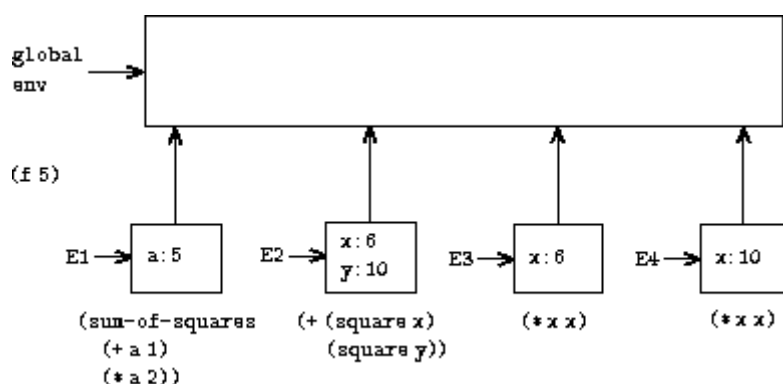 global
env
(f 5)
E1
a:5
E2
x:6
y:10
E3
x:6
E4
x:10
(sum-of-squares
(+ a 1)
(* a 2))
(+ (square x)
(square y))
(* x x)
(* x x)